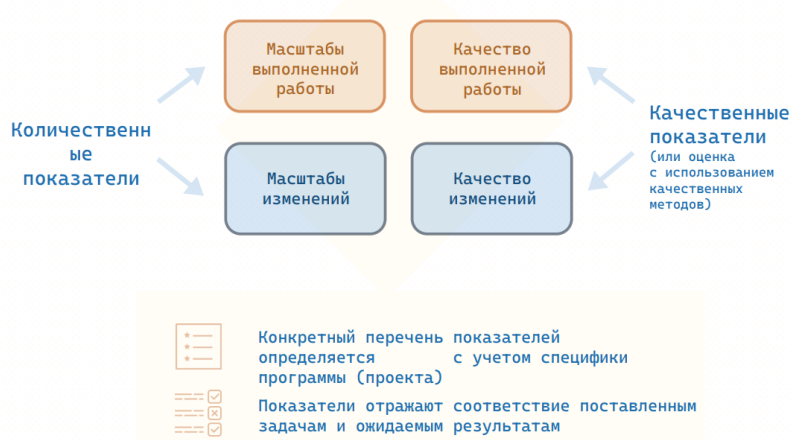 Масштабы
выполненной
работы
Качество
выполненной
работы
Количественн
ые
показатели
Качественные
показатели
(или оценка
с использованием
качественных
методов)
Масштабы
изменений
Качество
изменений
Конкретный перечень показателей
определяется с учетом специфики
программы (проекта)
Показатели отражают соответствие поставленным
задачам и ожидаемым результатам